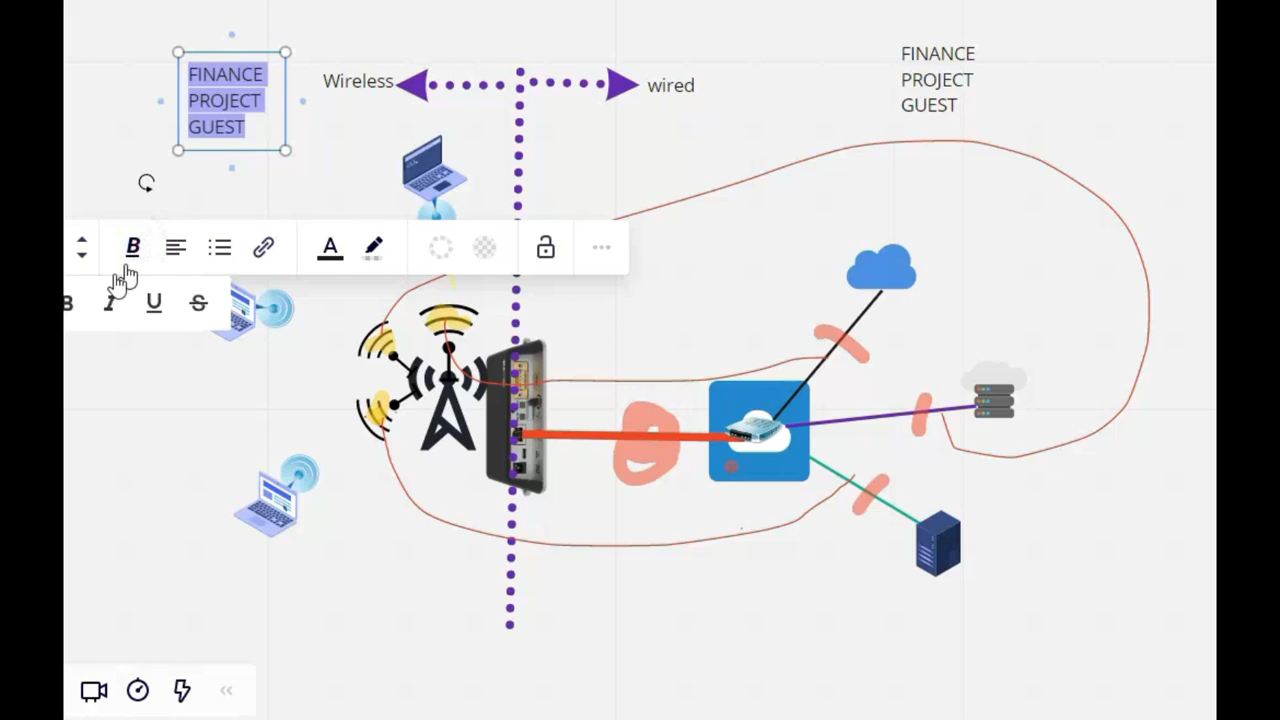 FINANCE
PROJECT
GUEST
Wireless
wired
FINANCE
PROJECT
GUEST
B
A
B
I
U
S